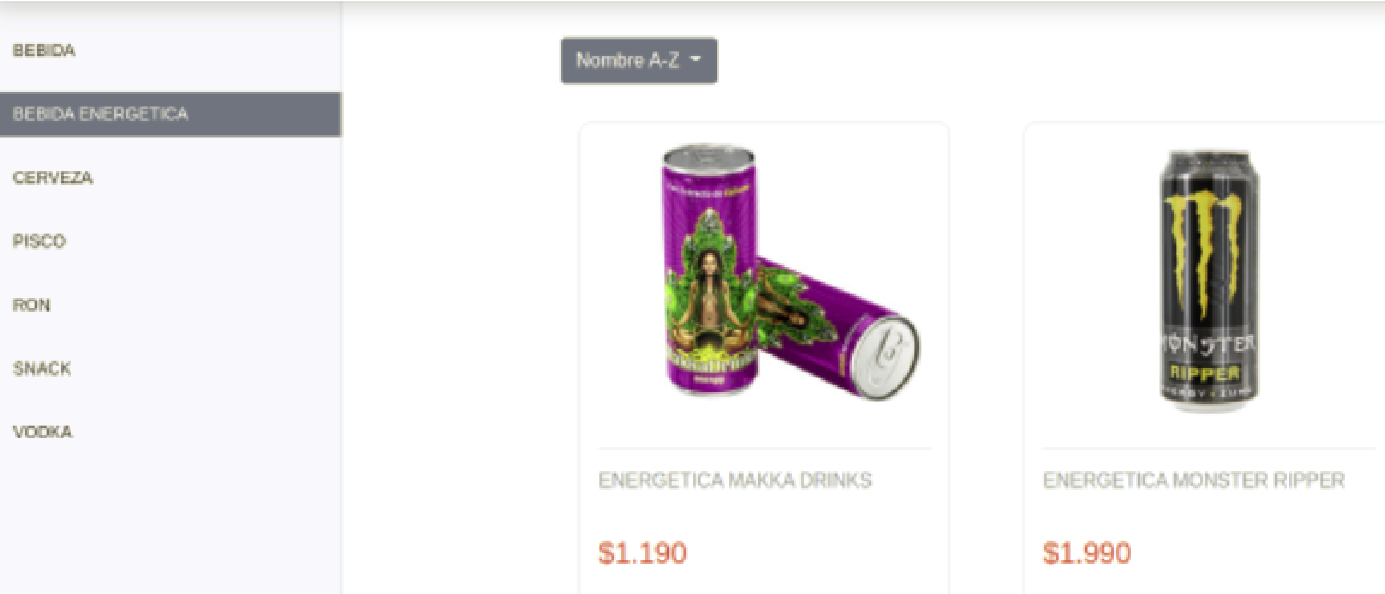 BEBIDA
BEBIDA ENERGETICA
CERVEZA
PISCO
RON
SNACK
VODKA
Nombre A-Z
MONSTER
RIPPER
ENERGETICA MAKKA DRINKS
$1.190
ENERGETICA MONSTER RIPPER
$1.990